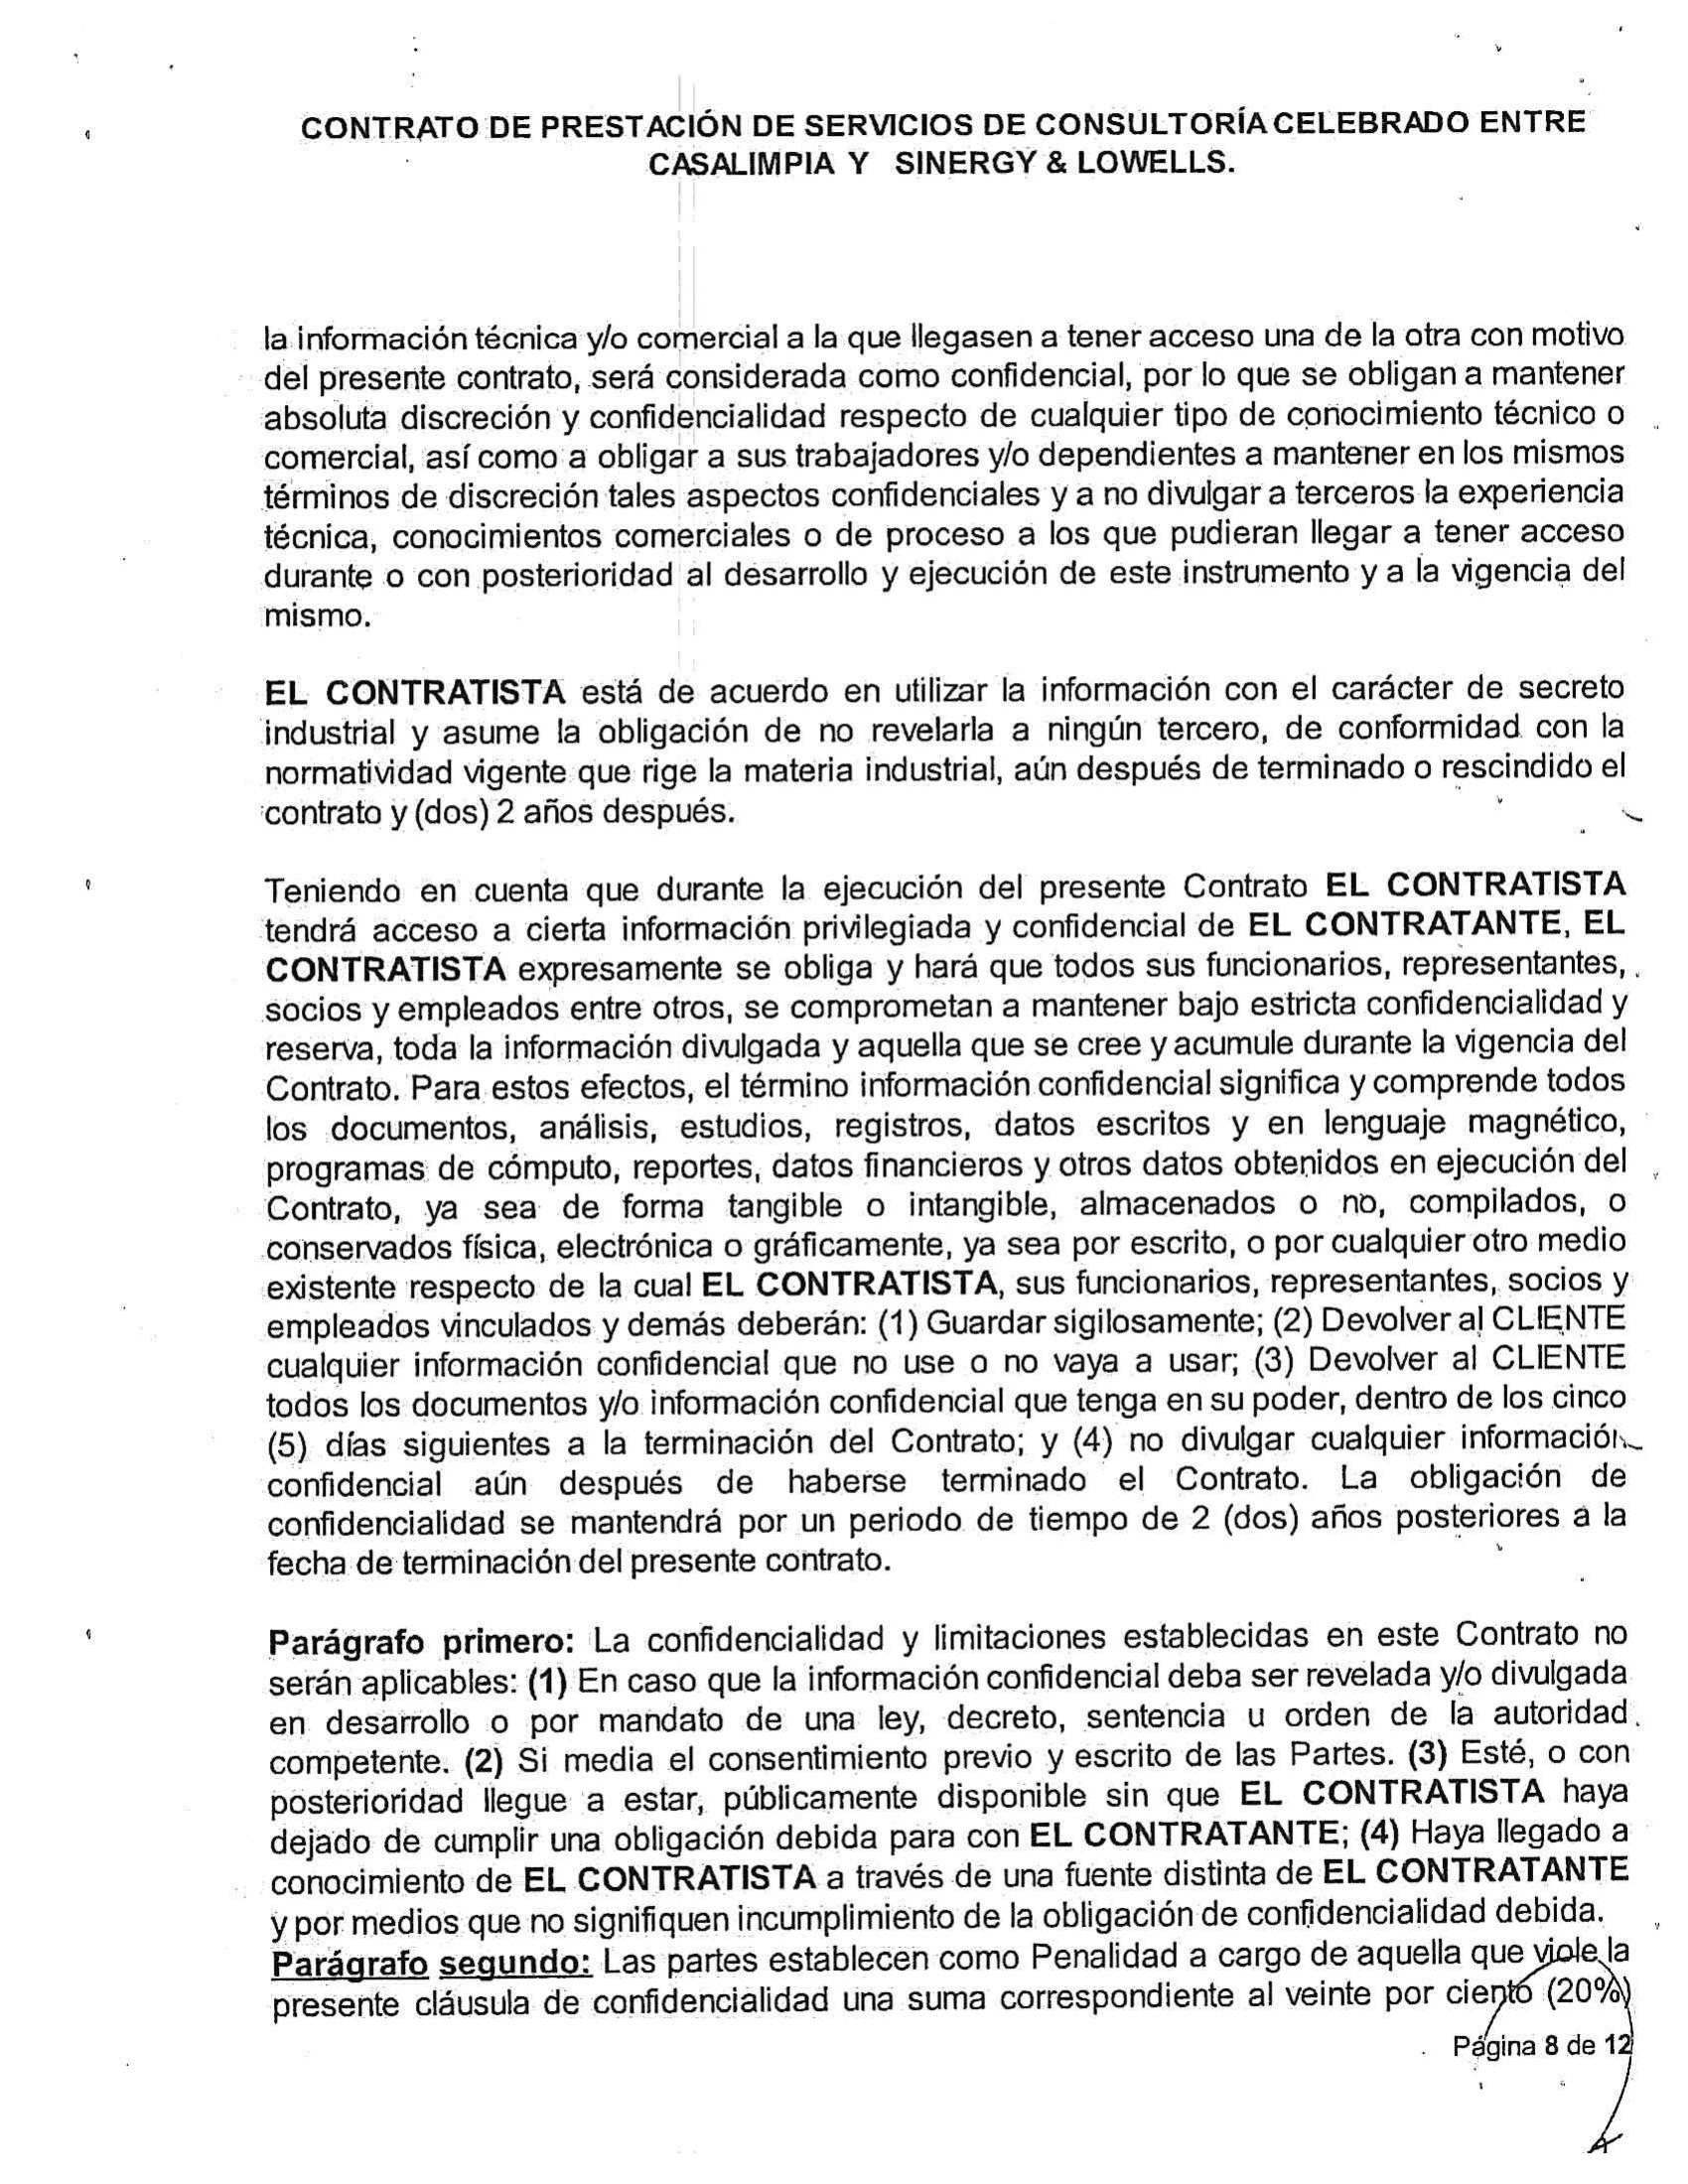 CONTRATO DE PRESTACIÓN DE SERVICIOS DE CONSULTORÍA CELEBRADO ENTRE
CASALIMPIA Y SINERGY & LOWELLS.
la información técnica y/o comercial a la que llegasen a tener acceso una de la otra con motivo
del presente contrato, será considerada como confidencial, por lo que se obligan a mantener
absoluta discreción y confidencialidad respecto de cualquier tipo de conocimiento técnico o
comercial, así como a obligar a sus trabajadores y/o dependientes a mantener en los mismos
términos de discreción tales aspectos confidenciales y a no divulgar a terceros la experiencia
técnica, conocimientos comerciales o de proceso a los que pudieran llegar a tener acceso
durante o con posterioridad al desarrollo y ejecución de este instrumento y a la vigencia del
mismo.
EL CONTRATISTA está de acuerdo en utilizar la información con el carácter de secreto
industrial y asume la obligación de no revelarla a ningún tercero, de conformidad con la
normatividad vigente que rige la materia industrial, aún después de terminado o rescindido el
contrato y (dos) 2 años después.
Teniendo en cuenta que durante la ejecución del presente Contrato EL CONTRATISTA
tendrá acceso a cierta información privilegiada y confidencial de EL CONTRATANTE, EL
CONTRATISTA expresamente se obliga y hará que todos sus funcionarios, representantes,
socios y empleados entre otros, se comprometan a mantener bajo estricta confidencialidad y
reserva, toda la información divulgada y aquella que se cree y acumule durante la vigencia del
Contrato. Para estos efectos, el término información confidencial significa y comprende todos
los documentos, análisis, estudios, registros, datos escritos y en lenguaje magnético,
programas de cómputo, reportes, datos financieros y otros datos obtenidos en ejecución del
Contrato, ya sea de forma tangible o intangible, almacenados o no, compilados, o
conservados física, electrónica o gráficamente, ya sea por escrito, o por cualquier otro medio
existente respecto de la cual EL CONTRATISTA, sus funcionarios, representantes, socios y
empleados vinculados y demás deberán: (1) Guardar sigilosamente; (2) Devolver al CLIENTE
cualquier información confidencial que no use o no vaya a usar; (3) Devolver al CLIENTE
todos los documentos y/o información confidencial que tenga en su poder, dentro de los cinco
(5) días siguientes a la terminación del Contrato; y (4) no divulgar cualquier información
confidencial aún después de haberse terminado el Contrato. La obligación de
confidencialidad se mantendrá por un periodo de tiempo de 2 (dos) años posteriores a la
fecha de terminación del presente contrato.
Parágrafo primero: La confidencialidad y limitaciones establecidas en este Contrato no
serán aplicables: (1) En caso que la información confidencial deba ser revelada y/o divulgada
en desarrollo o por mandato de una ley, decreto, sentencia u orden de la autoridad
competente. (2) Si media el consentimiento previo y escrito de las Partes. (3) Esté, o con
posterioridad llegue a estar, públicamente disponible sin que EL CONTRATISTA haya
dejado de cumplir una obligación debida para con EL CONTRATANTE; (4) Haya llegado a
conocimiento de EL CONTRATISTA a través de una fuente distinta de EL CONTRATANTE
y por medios que no signifiquen incumplimiento de la obligación de confidencialidad debida.
Parágrafo segundo: Las partes establecen como Penalidad a cargo de aquella que viole la
presente cláusula de confidencialidad una suma correspondiente al veinte por ciento (20%)
Página 8 de 12